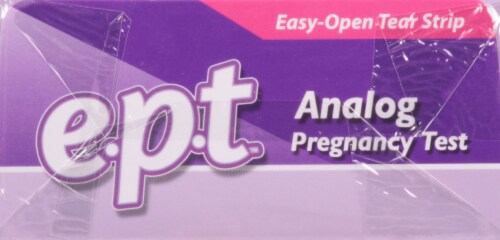 Easy-Open Tear Strip
e.p.t.
Analog
Pregnancy Test